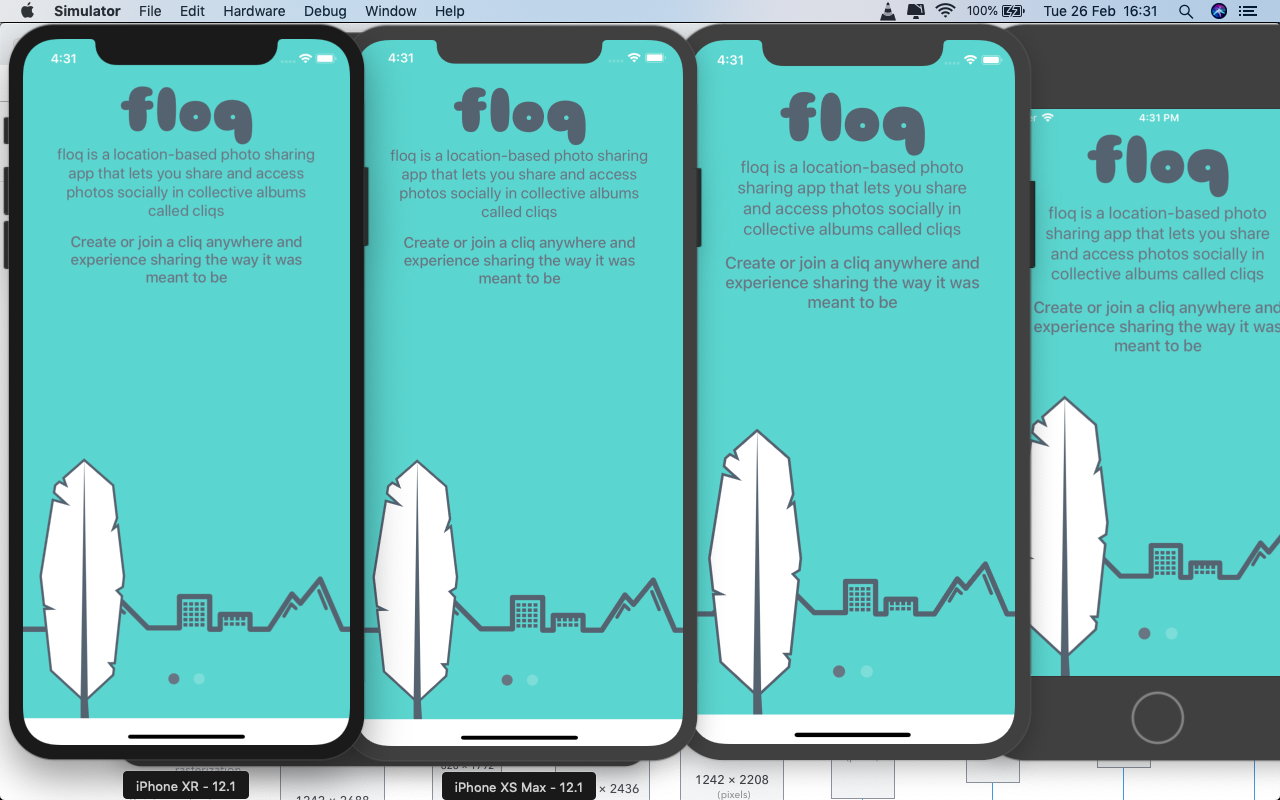 Simulator File Edit Hardware Debug Window Help 100% Tue 26 Feb 16:31
4:31
floq
floq is a location-based photo sharing
app that lets you share and access
photos socially in collective albums
called cliqs
Create or join a cliq anywhere and
experience sharing the way it was
meant to be
4:31
floq
floq is a location-based photo sharing
app that lets you share and access
photos socially in collective albums
called cliqs
Create or join a cliq anywhere and
experience sharing the way it was
meant to be
4:31
floq
floq is a location-based photo
sharing app that lets you share
and access photos socially in
collective albums called cliqs
Create or join a cliq anywhere and
experience sharing the way it was
meant to be
4:31 PM
floq
floq is a location-based photo
sharing app that lets you share
and access photos socially in
collective albums called cliqs
Create or join a cliq anywhere and
experience sharing the way it was
meant to be
iPhone XR - 12.1
iPhone XS Max - 12.1
× 2436
1242 × 2208
(pixels)